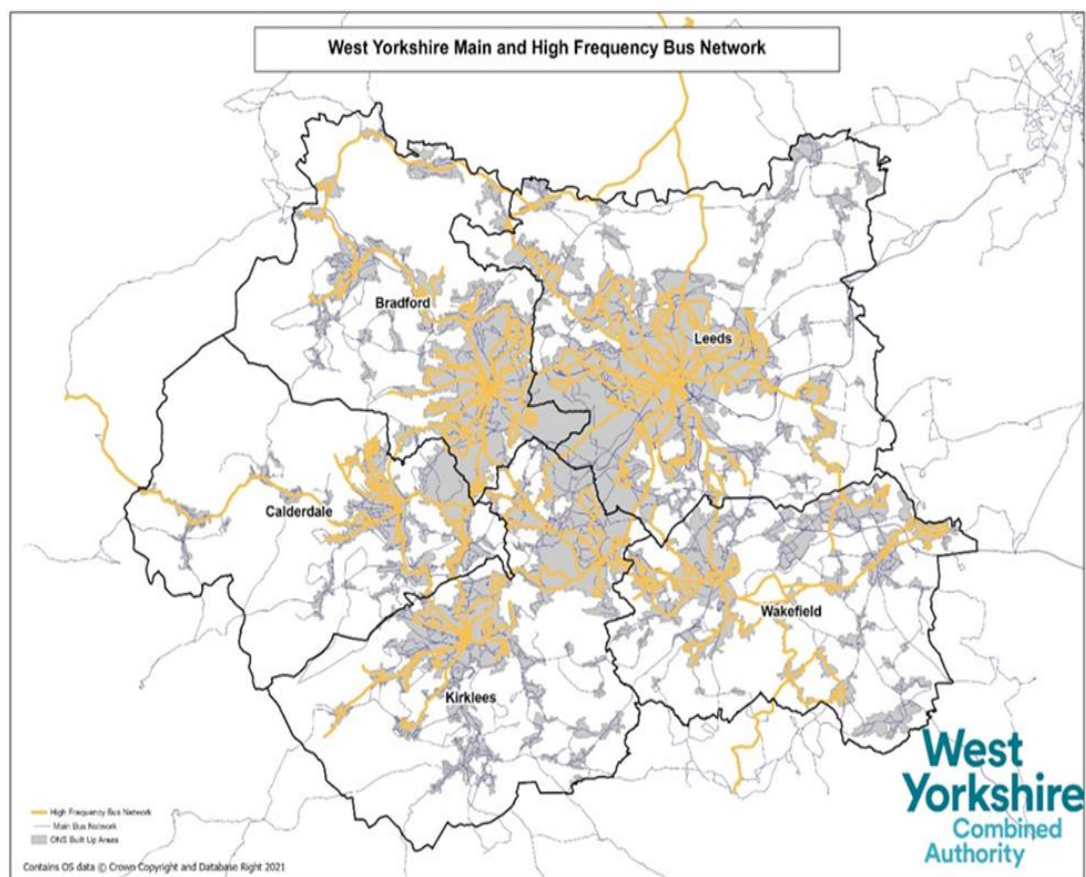 West Yorkshire Main and High Frequency Bus Network
Bradford
Leeds
Calderdale
Wakefield
Kirklees
High Frequency Bus Network
Main Bus Network
ONS Built Up Areas
Contains OS data © Crown Copyright and Database Right 2021
West
Yorkshire
Combined
Authority